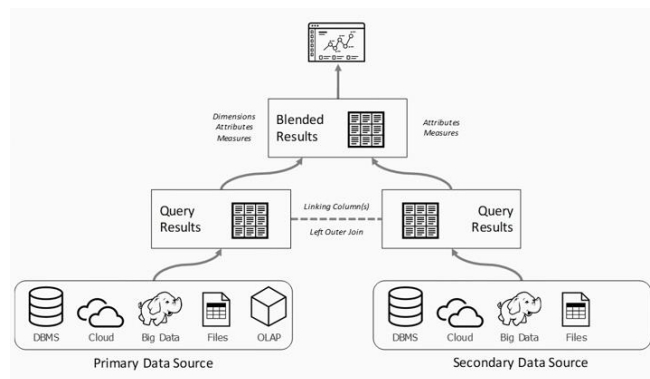 Dimensions
Attributes
Measures
Blended
Results
Attributes
Measures
Query
Results
Linking Column(s)
Left Outer Join
Query
Results
DBMS
Cloud
Big Data
Files
OLAP
DBMS
Cloud
Big Data
Files
Primary Data Source
Secondary Data Source